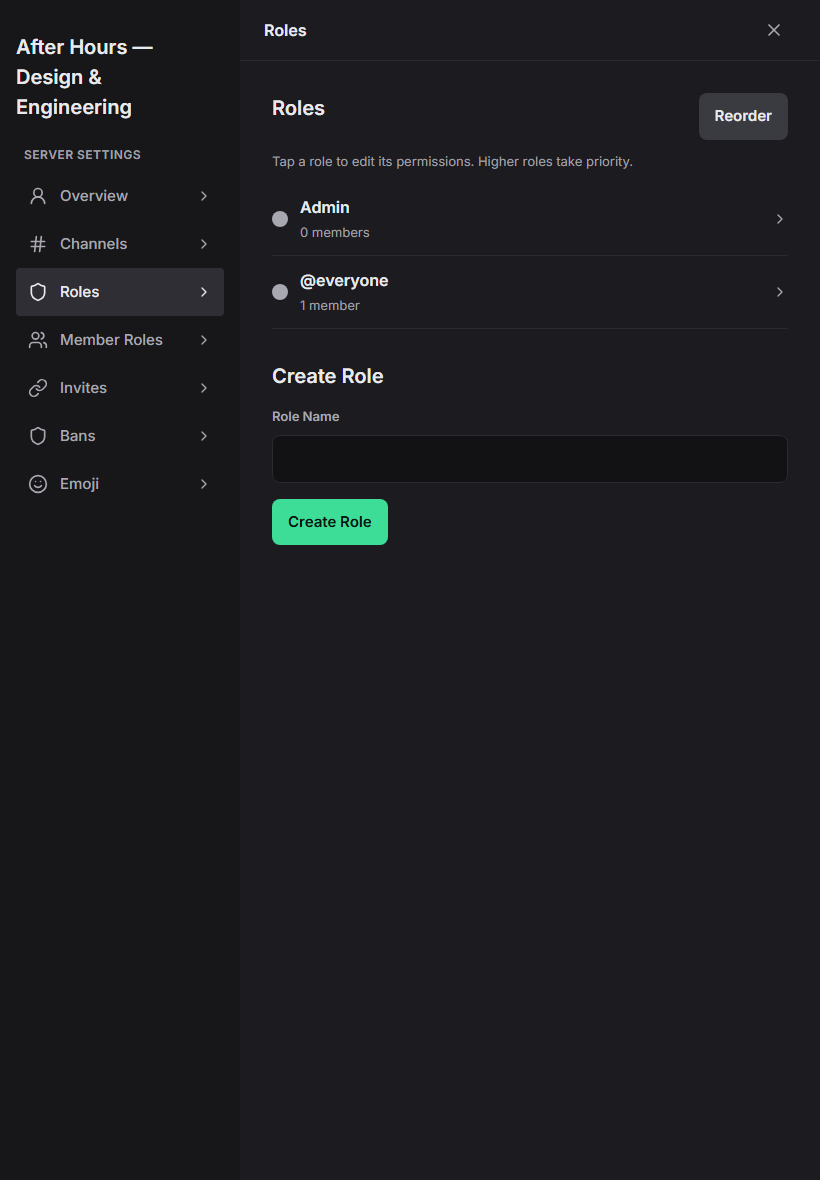 After Hours —
Design &
Engineering
SERVER SETTINGS
Overview
Channels
Roles
Member Roles
Invites
Bans
Emoji
Roles
Roles
Reorder
Tap a role to edit its permissions. Higher roles take priority.
Admin
0 members
@everyone
1 member
Create Role
Role Name
Create Role